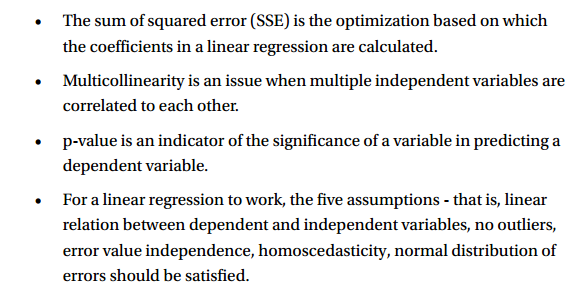 • The sum of squared error (SSE) is the optimization based on which
the coefficients in a linear regression are calculated.
• Multicollinearity is an issue when multiple independent variables are
correlated to each other.
• p-value is an indicator of the significance of a variable in predicting a
dependent variable.
• For a linear regression to work, the five assumptions - that is, linear
relation between dependent and independent variables, no outliers,
error value independence, homoscedasticity, normal distribution of
errors should be satisfied.